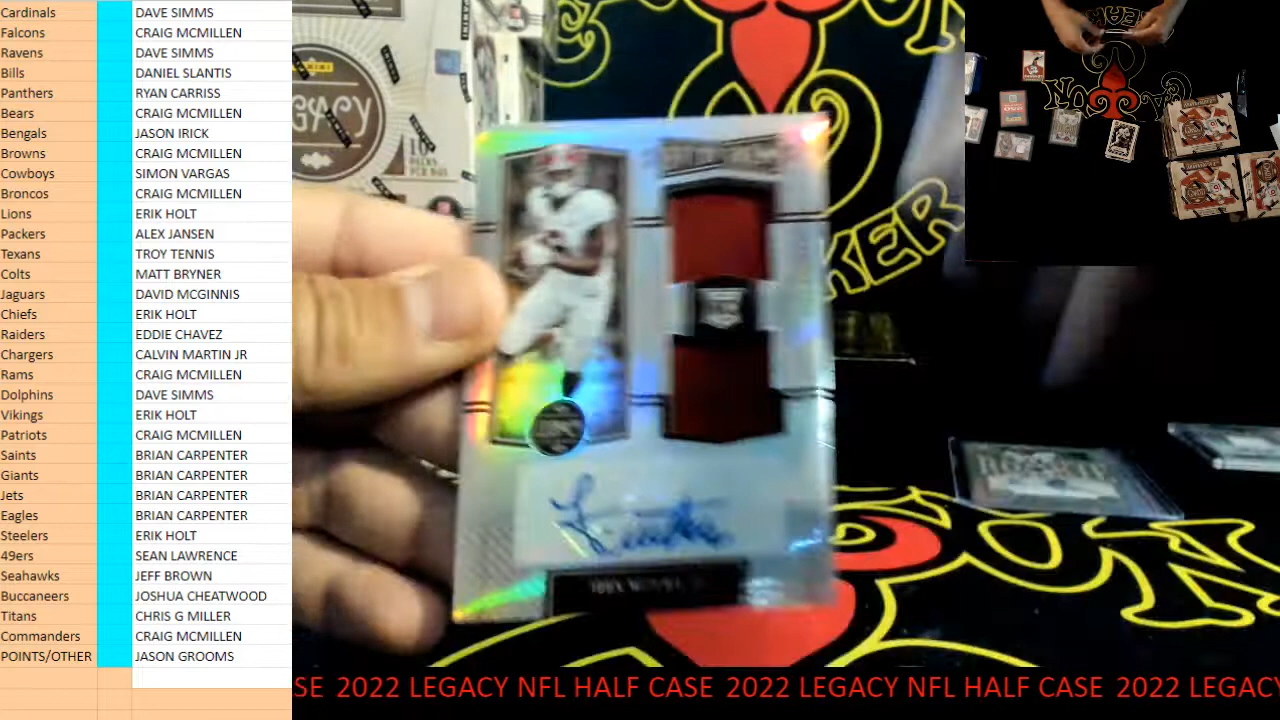 Cardinals DAVE SIMMS
Falcons CRAIG MCMILLEN
Ravens DAVE SIMMS
Bills DANIEL SLANTIS
Panthers RYAN CARRISS
Bears CRAIG MCMILLEN
Bengals JASON IRICK
Browns CRAIG MCMILLEN
Cowboys SIMON VARGAS
Broncos CRAIG MCMILLEN
Lions ERIK HOLT
Packers ALEX JANSEN
Texans TROY TENNIS
Colts MATT BRYNER
Jaguars DAVID MCGINNIS
Chiefs ERIK HOLT
Raiders EDDIE CHAVEZ
Chargers CALVIN MARTIN JR
Rams CRAIG MCMILLEN
Dolphins DAVE SIMMS
Vikings ERIK HOLT
Patriots CRAIG MCMILLEN
Saints BRIAN CARPENTER
Giants BRIAN CARPENTER
Jets BRIAN CARPENTER
Eagles BRIAN CARPENTER
Steelers ERIK HOLT
49ers SEAN LAWRENCE
Seahawks JEFF BROWN
Buccaneers JOSHUA CHEATWOOD
Titans CHRIS G MILLER
Commanders CRAIG MCMILLEN
POINTS/OTHER JASON GROOMS
SE 2022 LEGACY NFL HALF CASE 2022 LEGACY NFL HALF CASE 2022 LEGACY